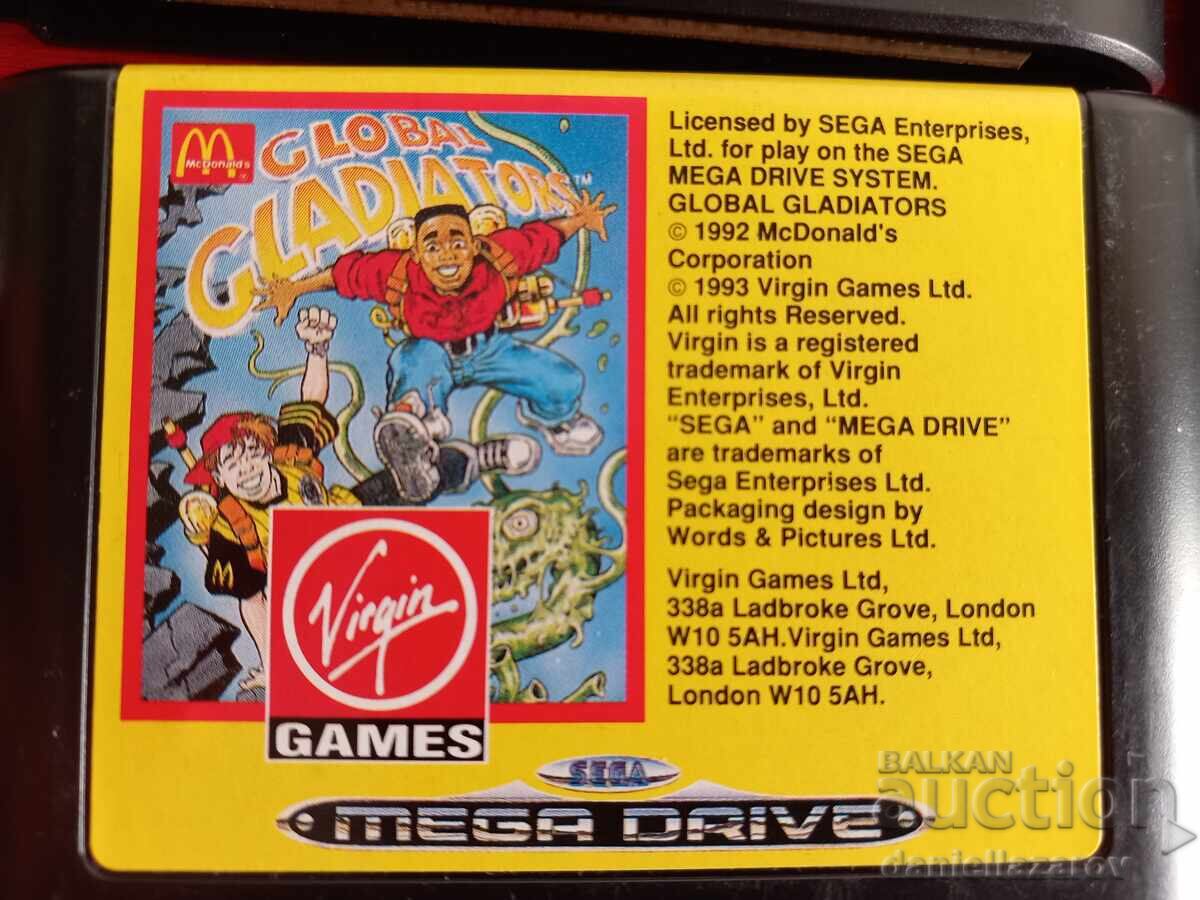 McDonald's
GLOBAL
GLADIATORS™
Virgin
GAMES
Licensed by SEGA Enterprises,
Ltd. for play on the SEGA
MEGA DRIVE SYSTEM.
GLOBAL GLADIATORS
© 1992 McDonald's
Corporation
© 1993 Virgin Games Ltd.
All rights Reserved.
Virgin is a registered
trademark of Virgin
Enterprises, Ltd.
“SEGA” and “MEGA DRIVE”
are trademarks of
Sega Enterprises Ltd.
Packaging design by
Words & Pictures Ltd.
Virgin Games Ltd,
338a Ladbroke Grove, London
W10 5AH.Virgin Games Ltd,
338a Ladbroke Grove,
London W10 5AH.
SEGA
MEGA DRIVE
BALKAN
auction
daniellazarov